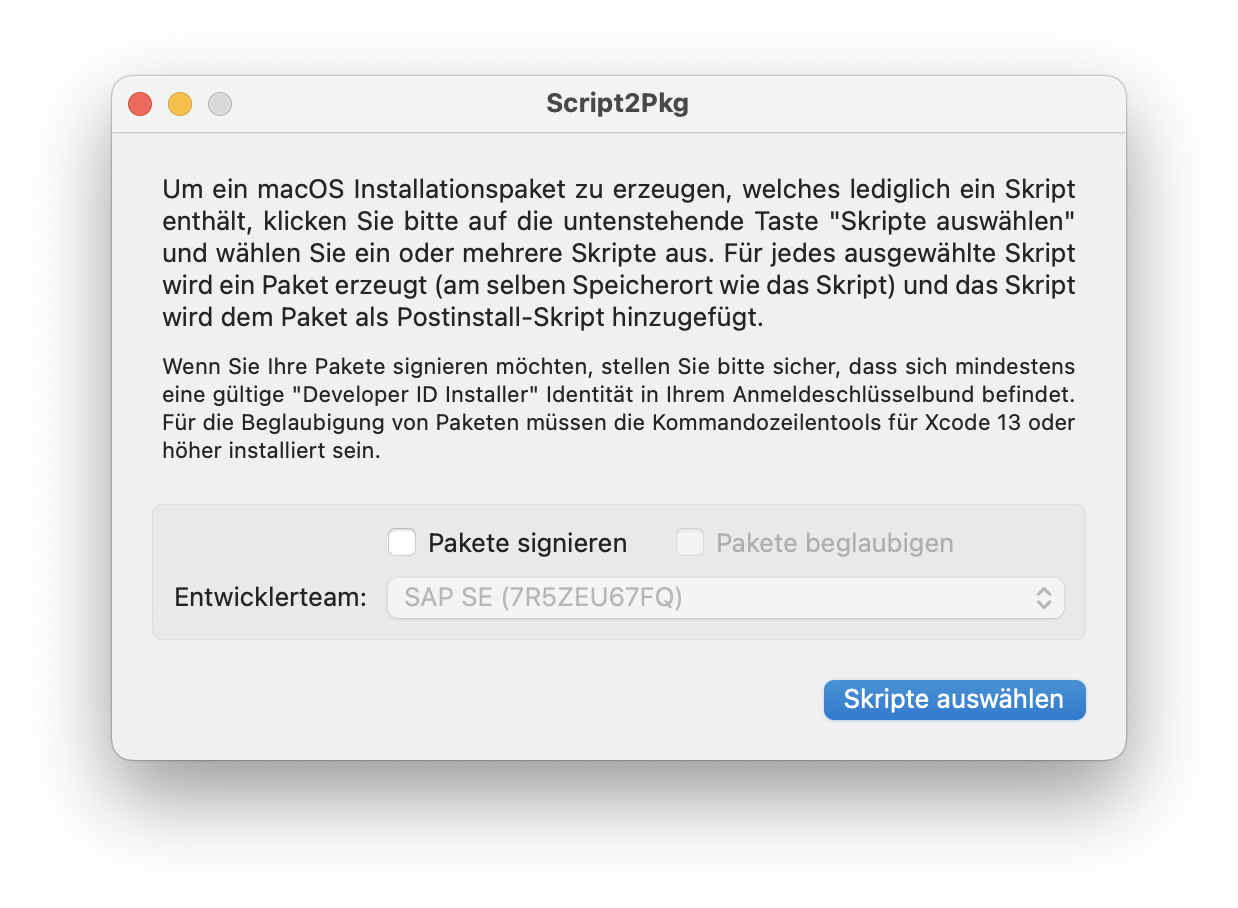 Script2Pkg
Um ein macOS Installationspaket zu erzeugen, welches lediglich ein Skript
enthält, klicken Sie bitte auf die untenstehende Taste "Skripte auswählen"
und wählen Sie ein oder mehrere Skripte aus. Für jedes ausgewählte Skript
wird ein Paket erzeugt (am selben Speicherort wie das Skript) und das Skript
wird dem Paket als Postinstall-Skript hinzugefügt.
Wenn Sie Ihre Pakete signieren möchten, stellen Sie bitte sicher, dass sich mindestens
eine gültige "Developer ID Installer" Identität in Ihrem Anmeldeschlüsselbund befindet.
Für die Beglaubigung von Paketen müssen die Kommandozeilentools für Xcode 13 oder
höher installiert sein.
Pakete signieren Pakete beglaubigen
Entwicklerteam: SAP SE (7R5ZEU67FQ)
Skripte auswählen